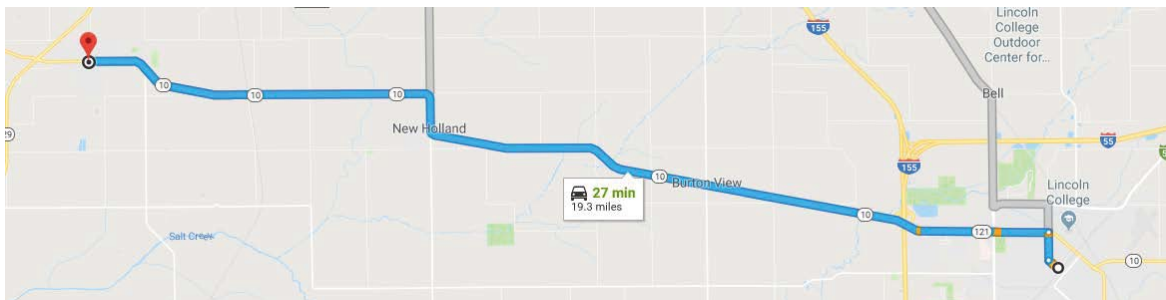 155
Lincoln
College
Outdoor
Center for...
10
10
10
Bell
New Holland
29
55
10
Burton View
155
27 min
19.3 miles
Lincoln
College
10
121
Salt Creek
10